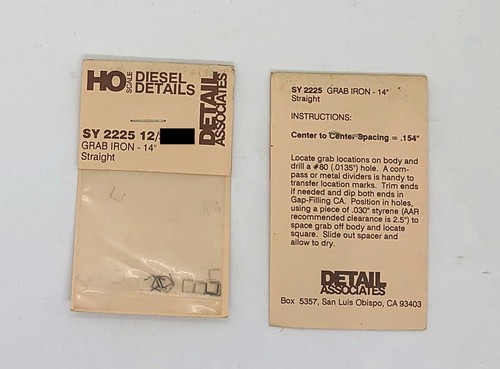 HO SCALE DIESEL DETAILS
DETAIL ASSOCIATES
SY 2225 12/
GRAB IRON - 14"
Straight
SY 2225 GRAB IRON - 14"
Straight
INSTRUCTIONS:
Center to Center Spacing = .154"
Locate grab locations on body and
drill a #80 (.0135") hole. A com-
pass or metal dividers is handy to
transfer location marks. Trim ends
if needed and dip both ends in
Gap-Filling CA. Position in holes,
using a piece of .030" styrene (AAR
recommended clearance is 2.5") to
space grab off body and locate
square. Slide out spacer and
allow to dry.
DETAIL
ASSOCIATES
Box 5357, San Luis Obispo, CA 93403